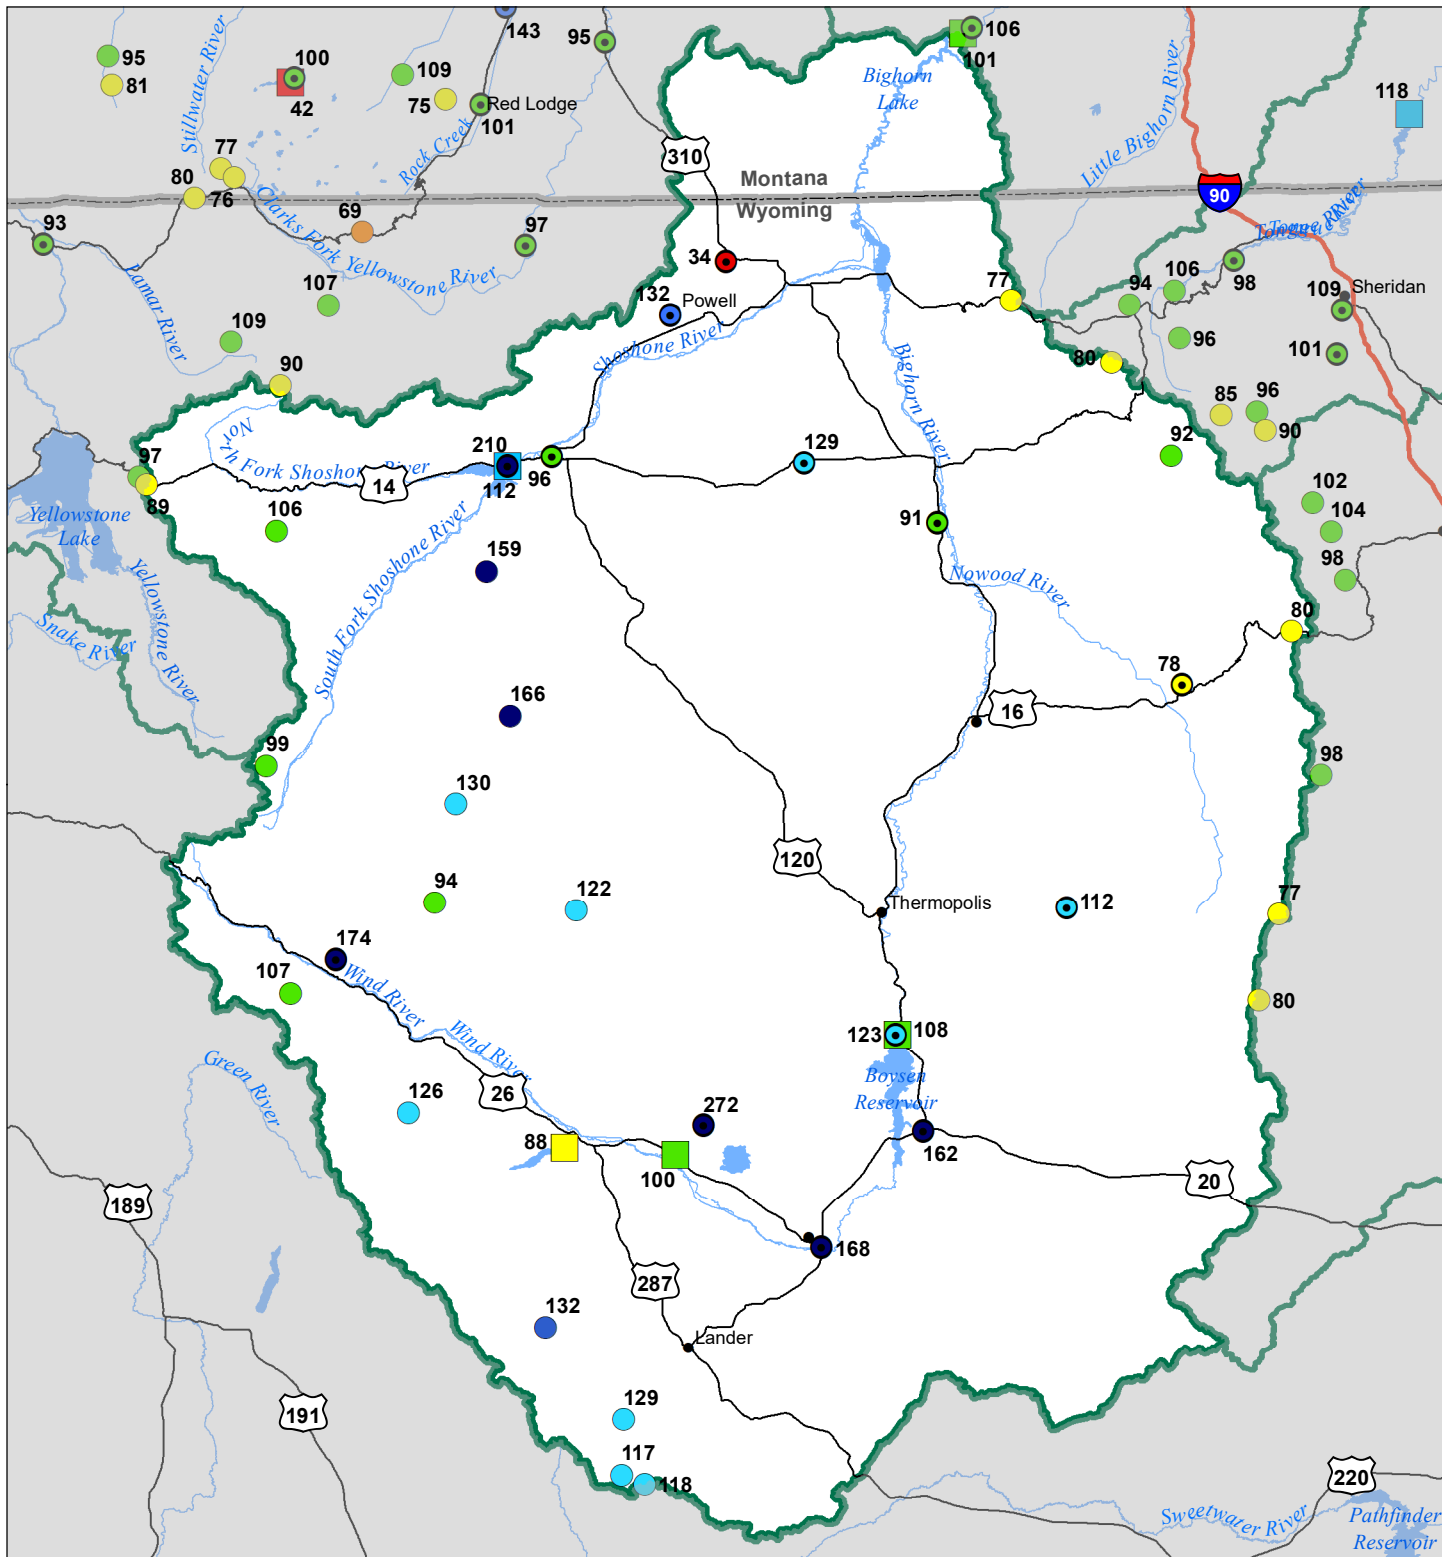 143
95
106
95
101
100
109
Bighorn
Lake
81
42
75
Red Lodge
101
118
Stillwater River
Rock Creek
Little Bighorn River
77
310
80
76
Montana
Wyoming
90
Clarks Fork Yellowstone River
69
93
97
Tongue River
Tongue River
34
98
Lamar River
107
132
Powell
77
94
106
109
Sheridan
109
Shoshone River
Bighorn River
96
101
90
80
85
96
90
North Fork Shoshone River
97
89
14
210
112
96
129
92
102
Yellowstone
Lake
106
91
104
98
159
South Fork Shoshone River
Yellowstone River
Nowood River
Snake River
80
78
166
16
99
98
130
120
94
122
Thermopolis
112
77
174
107
Wind River
80
123
108
Wind River
Green River
Boysen
Reservoir
126
26
272
88
100
162
189
20
168
287
132
Lander
191
129
117
118
220
Sweetwater River
Pathfinder
Reservoir